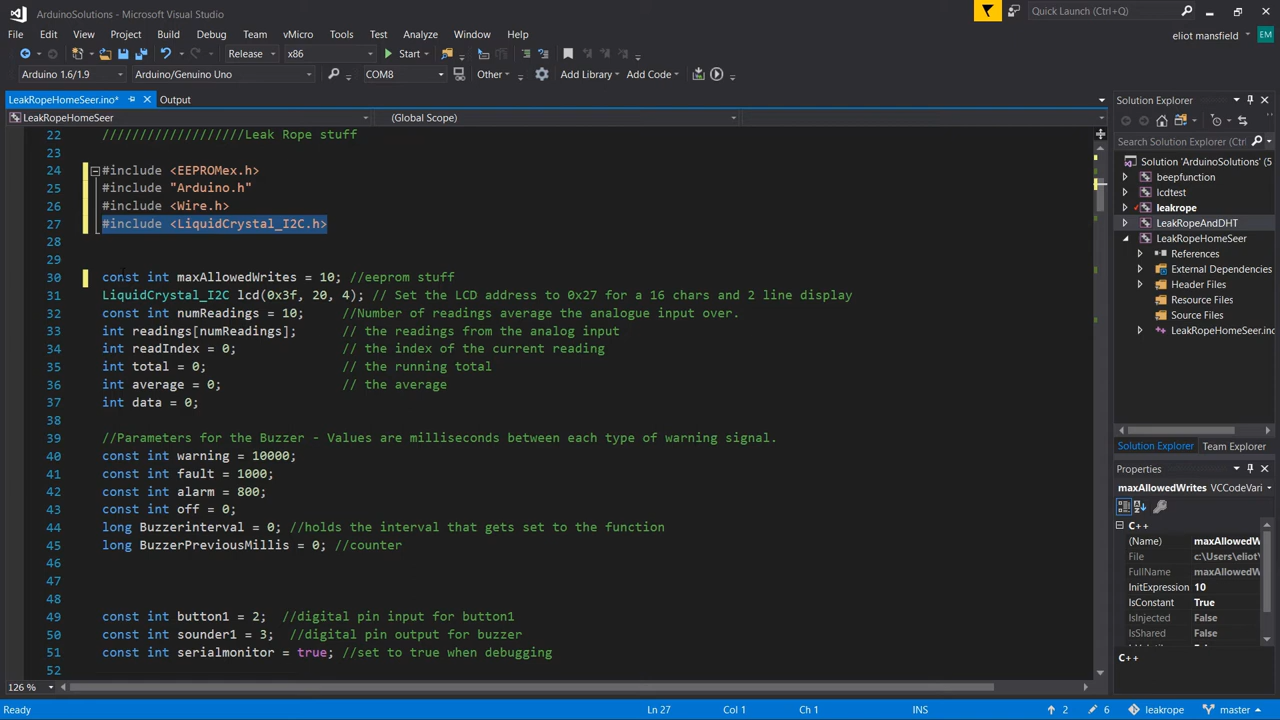 ArduinoSolutions - Microsoft Visual Studio
Quick Launch (Ctrl+Q)
File Edit View Project Build Debug Team vMicro Tools Test Analyze Window Help
eliot mansfield EM
Release x86 Start
Arduino 1.6/1.9 Arduino/Genuino Uno COM8 Other Add Library Add Code
LeakRopeHomeSeer.ino* Output
LeakRopeHomeSeer (Global Scope)
22 ///////////////////Leak Rope stuff
23
24 #include <EEPROMex.h>
25 #include "Arduino.h"
26 #include <Wire.h>
27 #include <LiquidCrystal_I2C.h>
28
29
30 const int maxAllowedWrites = 10; //eeprom stuff
31 LiquidCrystal_I2C lcd(0x3f, 20, 4); // Set the LCD address to 0x27 for a 16 chars and 2 line display
32 const int numReadings = 10; //Number of readings average the analogue input over.
33 int readings[numReadings]; // the readings from the analog input
34 int readIndex = 0; // the index of the current reading
35 int total = 0; // the running total
36 int average = 0; // the average
37 int data = 0;
38
39 //Parameters for the Buzzer - Values are milliseconds between each type of warning signal.
40 const int warning = 10000;
41 const int fault = 1000;
42 const int alarm = 800;
43 const int off = 0;
44 long Buzzerinterval = 0; //holds the interval that gets set to the function
45 long BuzzerPreviousMillis = 0; //counter
46
47
48
49 const int button1 = 2; //digital pin input for button1
50 const int sounder1 = 3; //digital pin output for buzzer
51 const int serialmonitor = true; //set to true when debugging
52
126 %
Solution Explorer
Search Solution Explorer (Ctrl+
Solution 'ArduinoSolutions' (5
beepfunction
lcdtest
leakrope
LeakRopeAndDHT
LeakRopeHomeSeer
References
External Dependencies
Header Files
Resource Files
Source Files
LeakRopeHomeSeer.ino
Solution Explorer Team Explorer
Properties
maxAllowedWrites VCCodeVari
C++
(Name) maxAllowedW
File c:\Users\eliot
FullName maxAllowedW
InitExpression 10
IsConstant True
IsInjected False
IsShared False
C++
Ready Ln 27 Col 1 Ch 1 INS 2 6 leakrope master